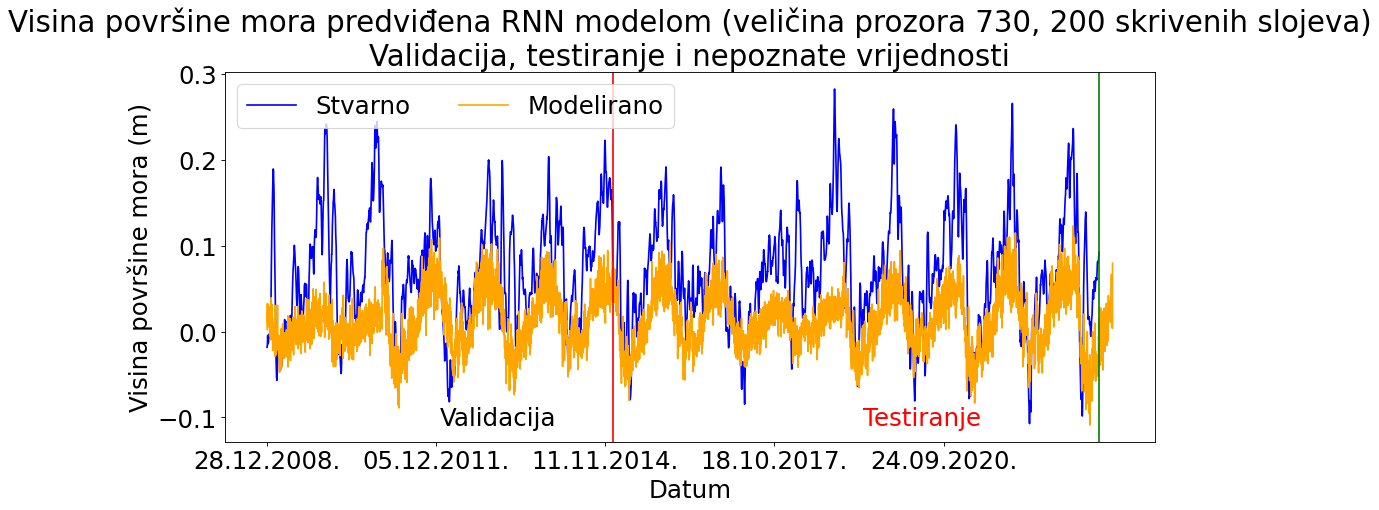 Visina površine mora predviđena RNN modelom (veličina prozora 730, 200 skrivenih slojeva)
Validacija, testiranje i nepoznate vrijednosti
Stvarno Modelirano
Visina površine mora (m)
0.3
0.2
0.1
0.0
−0.1
Validacija
Testiranje
28.12.2008. 05.12.2011. 11.11.2014. 18.10.2017. 24.09.2020.
Datum